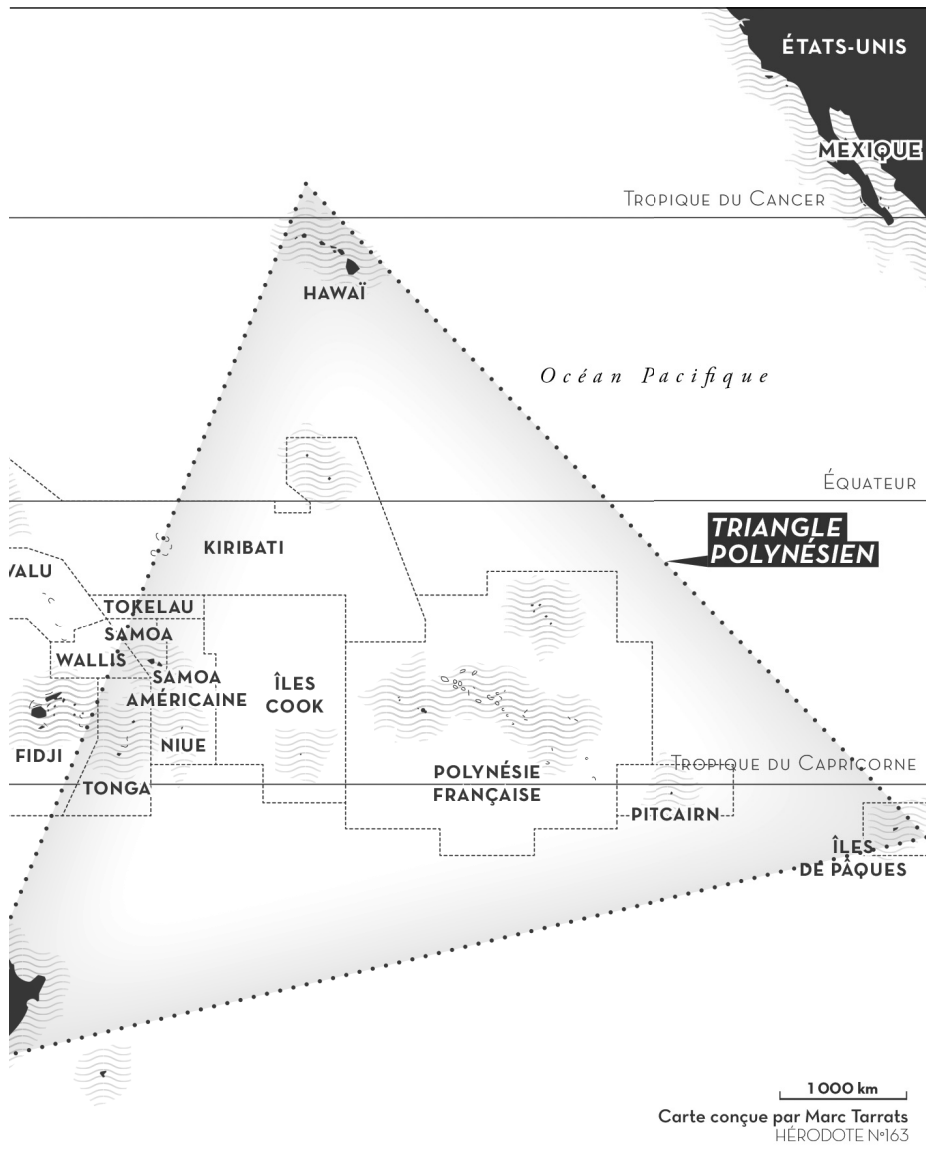 ÉTATS-UNIS
MEXIQUE
TROPIQUE DU CANCER
HAWAÏ
Océan Pacifique
ÉQUATEUR
TRIANGLE
POLYNÉSIEN
KIRIBATI
VALU
TOKELAU
SAMOA
WALLIS
SAMOA
AMÉRICAINE
ÎLES
COOK
NIUE
FIDJI
TONGA
TROPIQUE DU CAPRICORNE
POLYNÉSIE
FRANÇAISE
PITCAIRN
ÎLES
DE PÂQUES
1 000 km
Carte conçue par Marc Tarrats
HÉRODOTE N°163